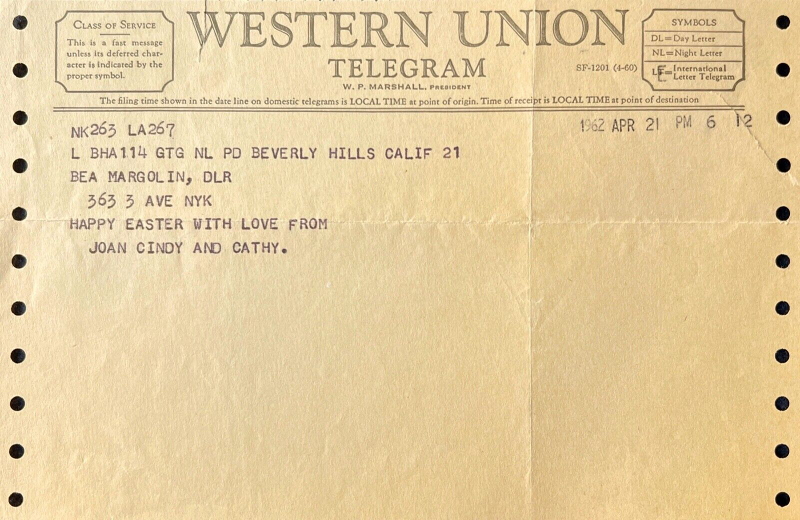 CLASS OF SERVICE
This is a fast message
unless its deferred char-
acter is indicated by the
proper symbol.
WESTERN UNION
TELEGRAM
W. P. MARSHALL, PRESIDENT
SF-1201 (4-60)
SYMBOLS
DL=Day Letter
NL=Night Letter
LT=International
Letter Telegram
The filing time shown in the date line on domestic telegrams is LOCAL TIME at point of origin. Time of receipt is LOCAL TIME at point of destination
NK263 LA267
1962 APR 21 PM 6 12
L BHA114 GTG NL PD BEVERLY HILLS CALIF 21
BEA MARGOLIN, DLR
363 3 AVE NYK
HAPPY EASTER WITH LOVE FROM
JOAN CINDY AND CATHY.